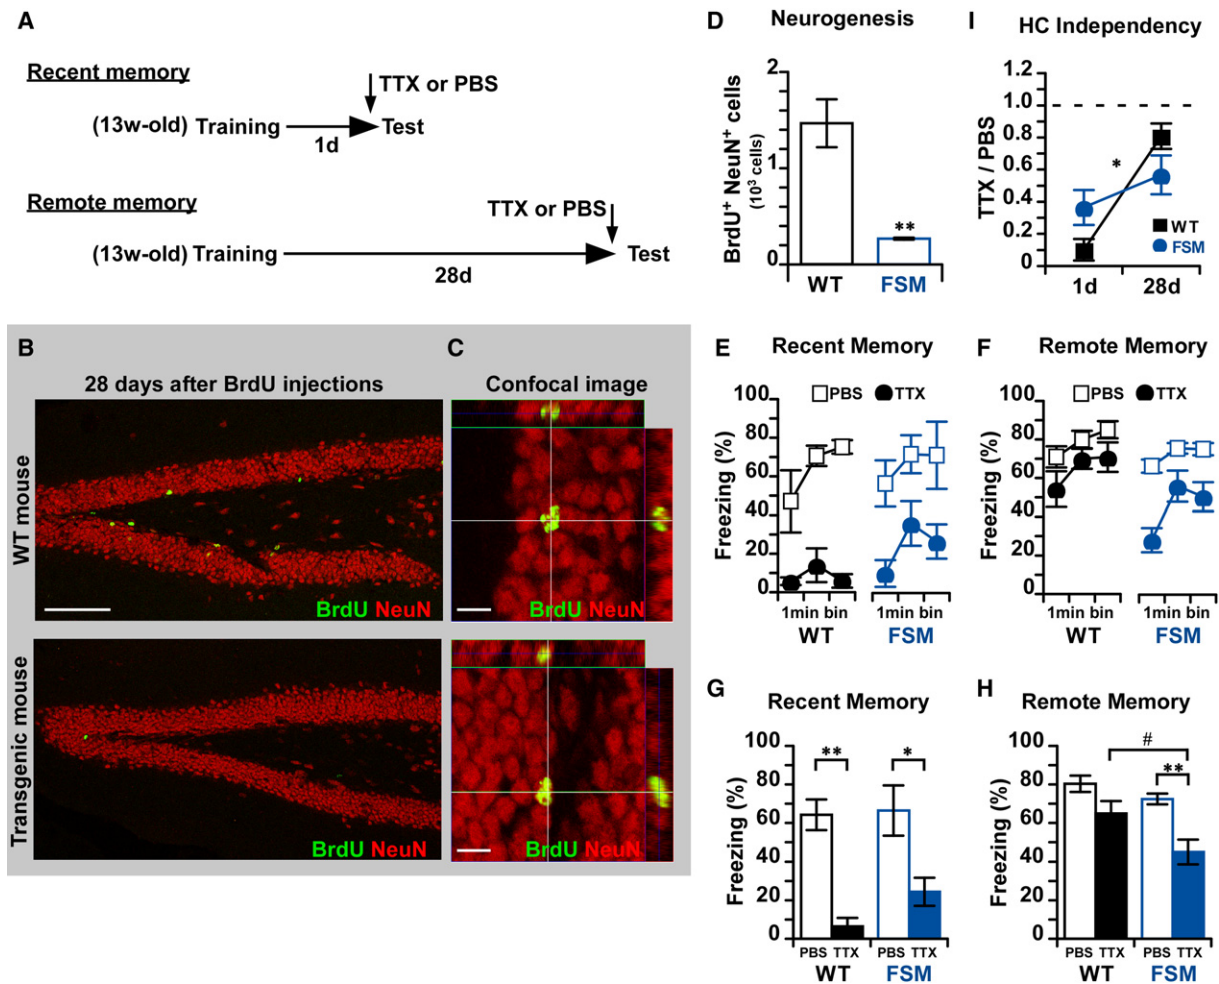 A
Recent memory
TTX or PBS
(13w-old) Training
1d
Test
Remote memory
TTX or PBS
(13w-old) Training
28d
Test
B
28 days after BrdU injections
WT mouse
BrdU NeuN
Transgenic mouse
BrdU NeuN
C
Confocal image
BrdU NeuN
BrdU NeuN
D
Neurogenesis
BrdU+ NeuN+ cells
(10³ cells)
2
1
0
**
WT
FSM
I
HC Independency
TTX / PBS
1.2
1.0
0.8
0.6
0.4
0.2
0
*
WT
FSM
1d
28d
E
Recent Memory
Freezing (%)
100
80
60
40
20
0
PBS
TTX
1min bin
1min bin
WT
FSM
F
Remote Memory
Freezing (%)
100
80
60
40
20
0
PBS
TTX
1min bin
1min bin
WT
FSM
G
Recent Memory
Freezing (%)
100
80
60
40
20
0
**
*
PBS TTX
PBS TTX
WT
FSM
H
Remote Memory
Freezing (%)
100
80
60
40
20
0
#
**
PBS TTX
PBS TTX
WT
FSM